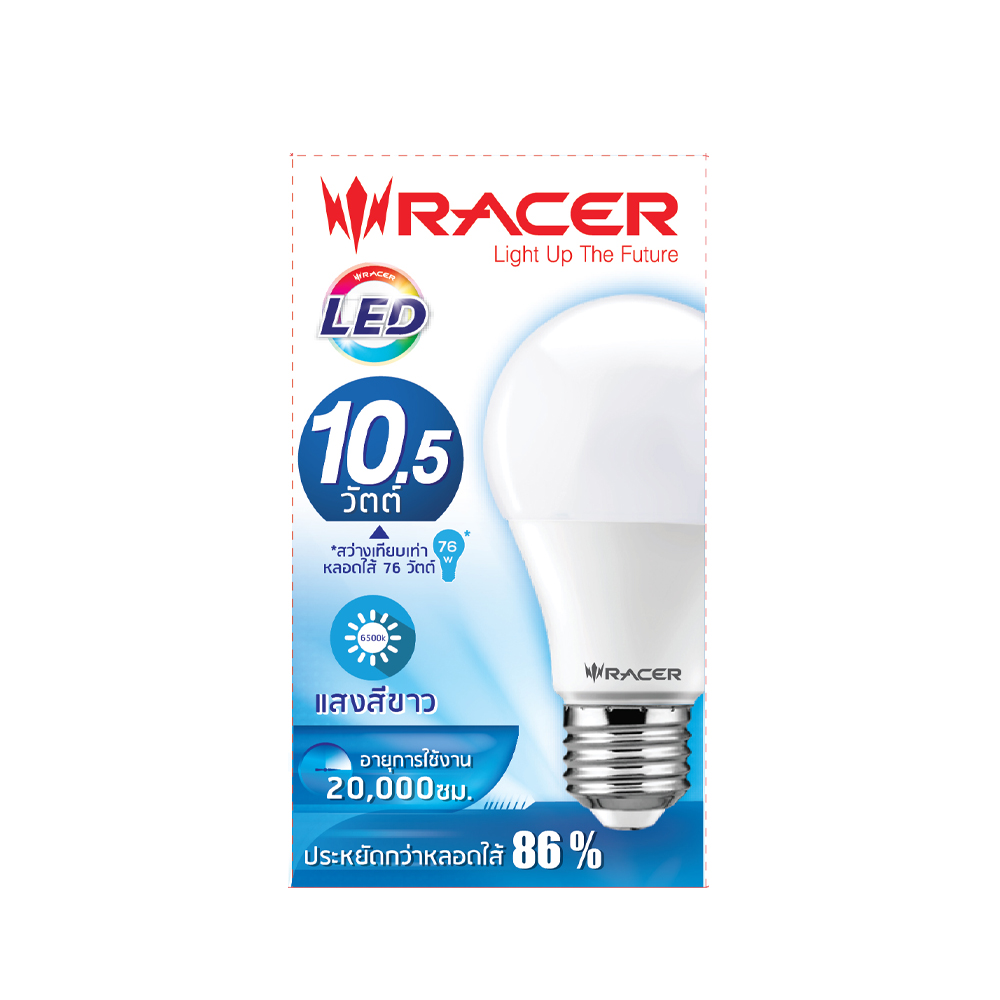 RACER
Light Up The Future
RACER
LED
10.5
วัตต์
*สว่างเทียบเท่า
หลอดไส้ 76 วัตต์
76
W
*
6500k
แสงสีขาว
RACER
อายุการใช้งาน
20,000ชม.
ประหยัดกว่าหลอดไส้ 86 %